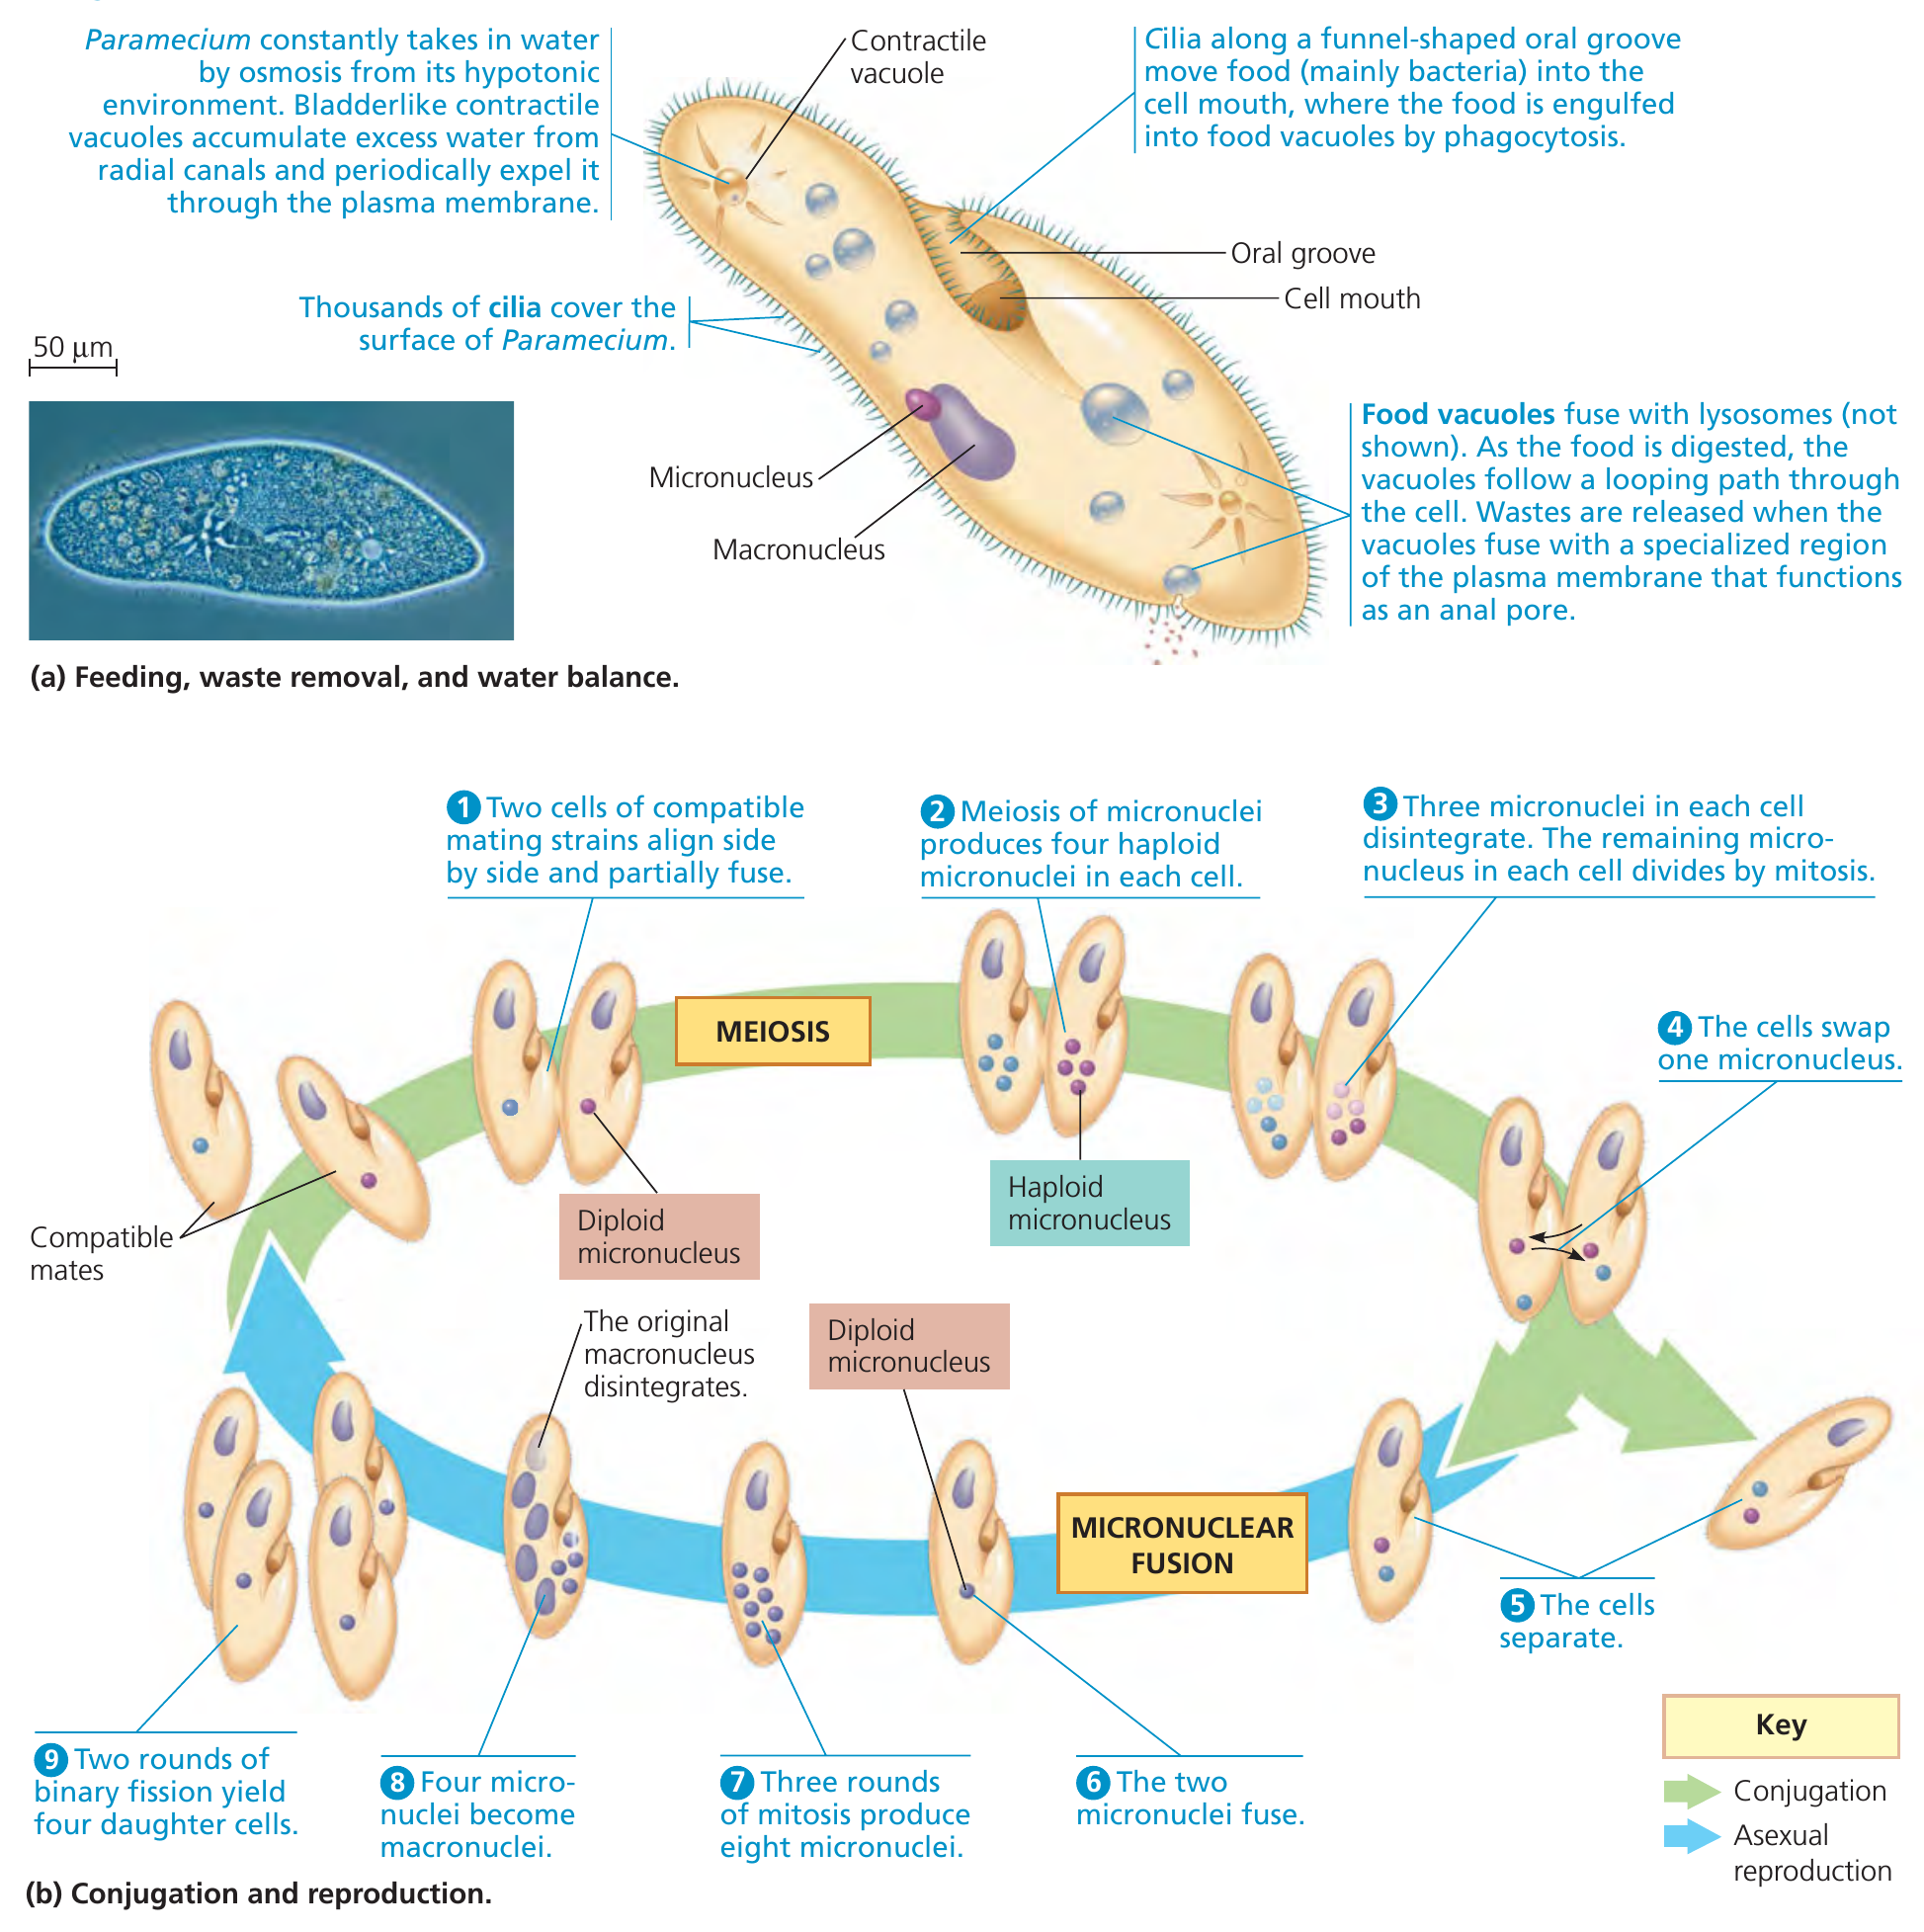 Paramecium constantly takes in water
by osmosis from its hypotonic
environment. Bladderlike contractile
vacuoles accumulate excess water from
radial canals and periodically expel it
through the plasma membrane.
Contractile
vacuole
Cilia along a funnel-shaped oral groove
move food (mainly bacteria) into the
cell mouth, where the food is engulfed
into food vacuoles by phagocytosis.
Oral groove
Cell mouth
Thousands of cilia cover the
surface of Paramecium.
50 μm
Micronucleus
Macronucleus
Food vacuoles fuse with lysosomes (not
shown). As the food is digested, the
vacuoles follow a looping path through
the cell. Wastes are released when the
vacuoles fuse with a specialized region
of the plasma membrane that functions
as an anal pore.
(a) Feeding, waste removal, and water balance.
1 Two cells of compatible
mating strains align side
by side and partially fuse.
2 Meiosis of micronuclei
produces four haploid
micronuclei in each cell.
3 Three micronuclei in each cell
disintegrate. The remaining micro-
nucleus in each cell divides by mitosis.
MEIOSIS
4 The cells swap
one micronucleus.
Compatible
mates
Diploid
micronucleus
Haploid
micronucleus
The original
macronucleus
disintegrates.
Diploid
micronucleus
MICRONUCLEAR
FUSION
5 The cells
separate.
9 Two rounds of
binary fission yield
four daughter cells.
8 Four micro-
nuclei become
macronuclei.
7 Three rounds
of mitosis produce
eight micronuclei.
6 The two
micronuclei fuse.
Key
Conjugation
Asexual
reproduction
(b) Conjugation and reproduction.